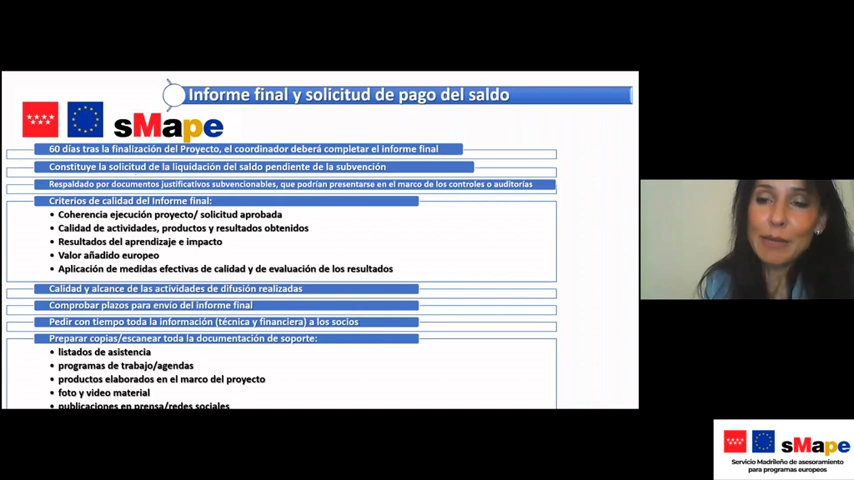 Informe final y solicitud de pago del saldo
sMape
60 días tras la finalización del Proyecto, el coordinador deberá completar el informe final
Constituye la solicitud de la liquidación del saldo pendiente de la subvención
Respaldado por documentos justificativos subvencionables, que podrían presentarse en el marco de los controles o auditorías
Criterios de calidad del Informe final:
• Coherencia ejecución proyecto/ solicitud aprobada
• Calidad de actividades, productos y resultados obtenidos
• Resultados del aprendizaje e impacto
• Valor añadido europeo
• Aplicación de medidas efectivas de calidad y de evaluación de los resultados
Calidad y alcance de las actividades de difusión realizadas
Comprobar plazos para envío del informe final
Pedir con tiempo toda la información (técnica y financiera) a los socios
Preparar copias/escanear toda la documentación de soporte:
• listados de asistencia
• programas de trabajo/agendas
• productos elaborados en el marco del proyecto
• foto y video material
• publicaciones en prensa/redes sociales
sMape
Servicio Madrileño de asesoramiento
para programas europeos